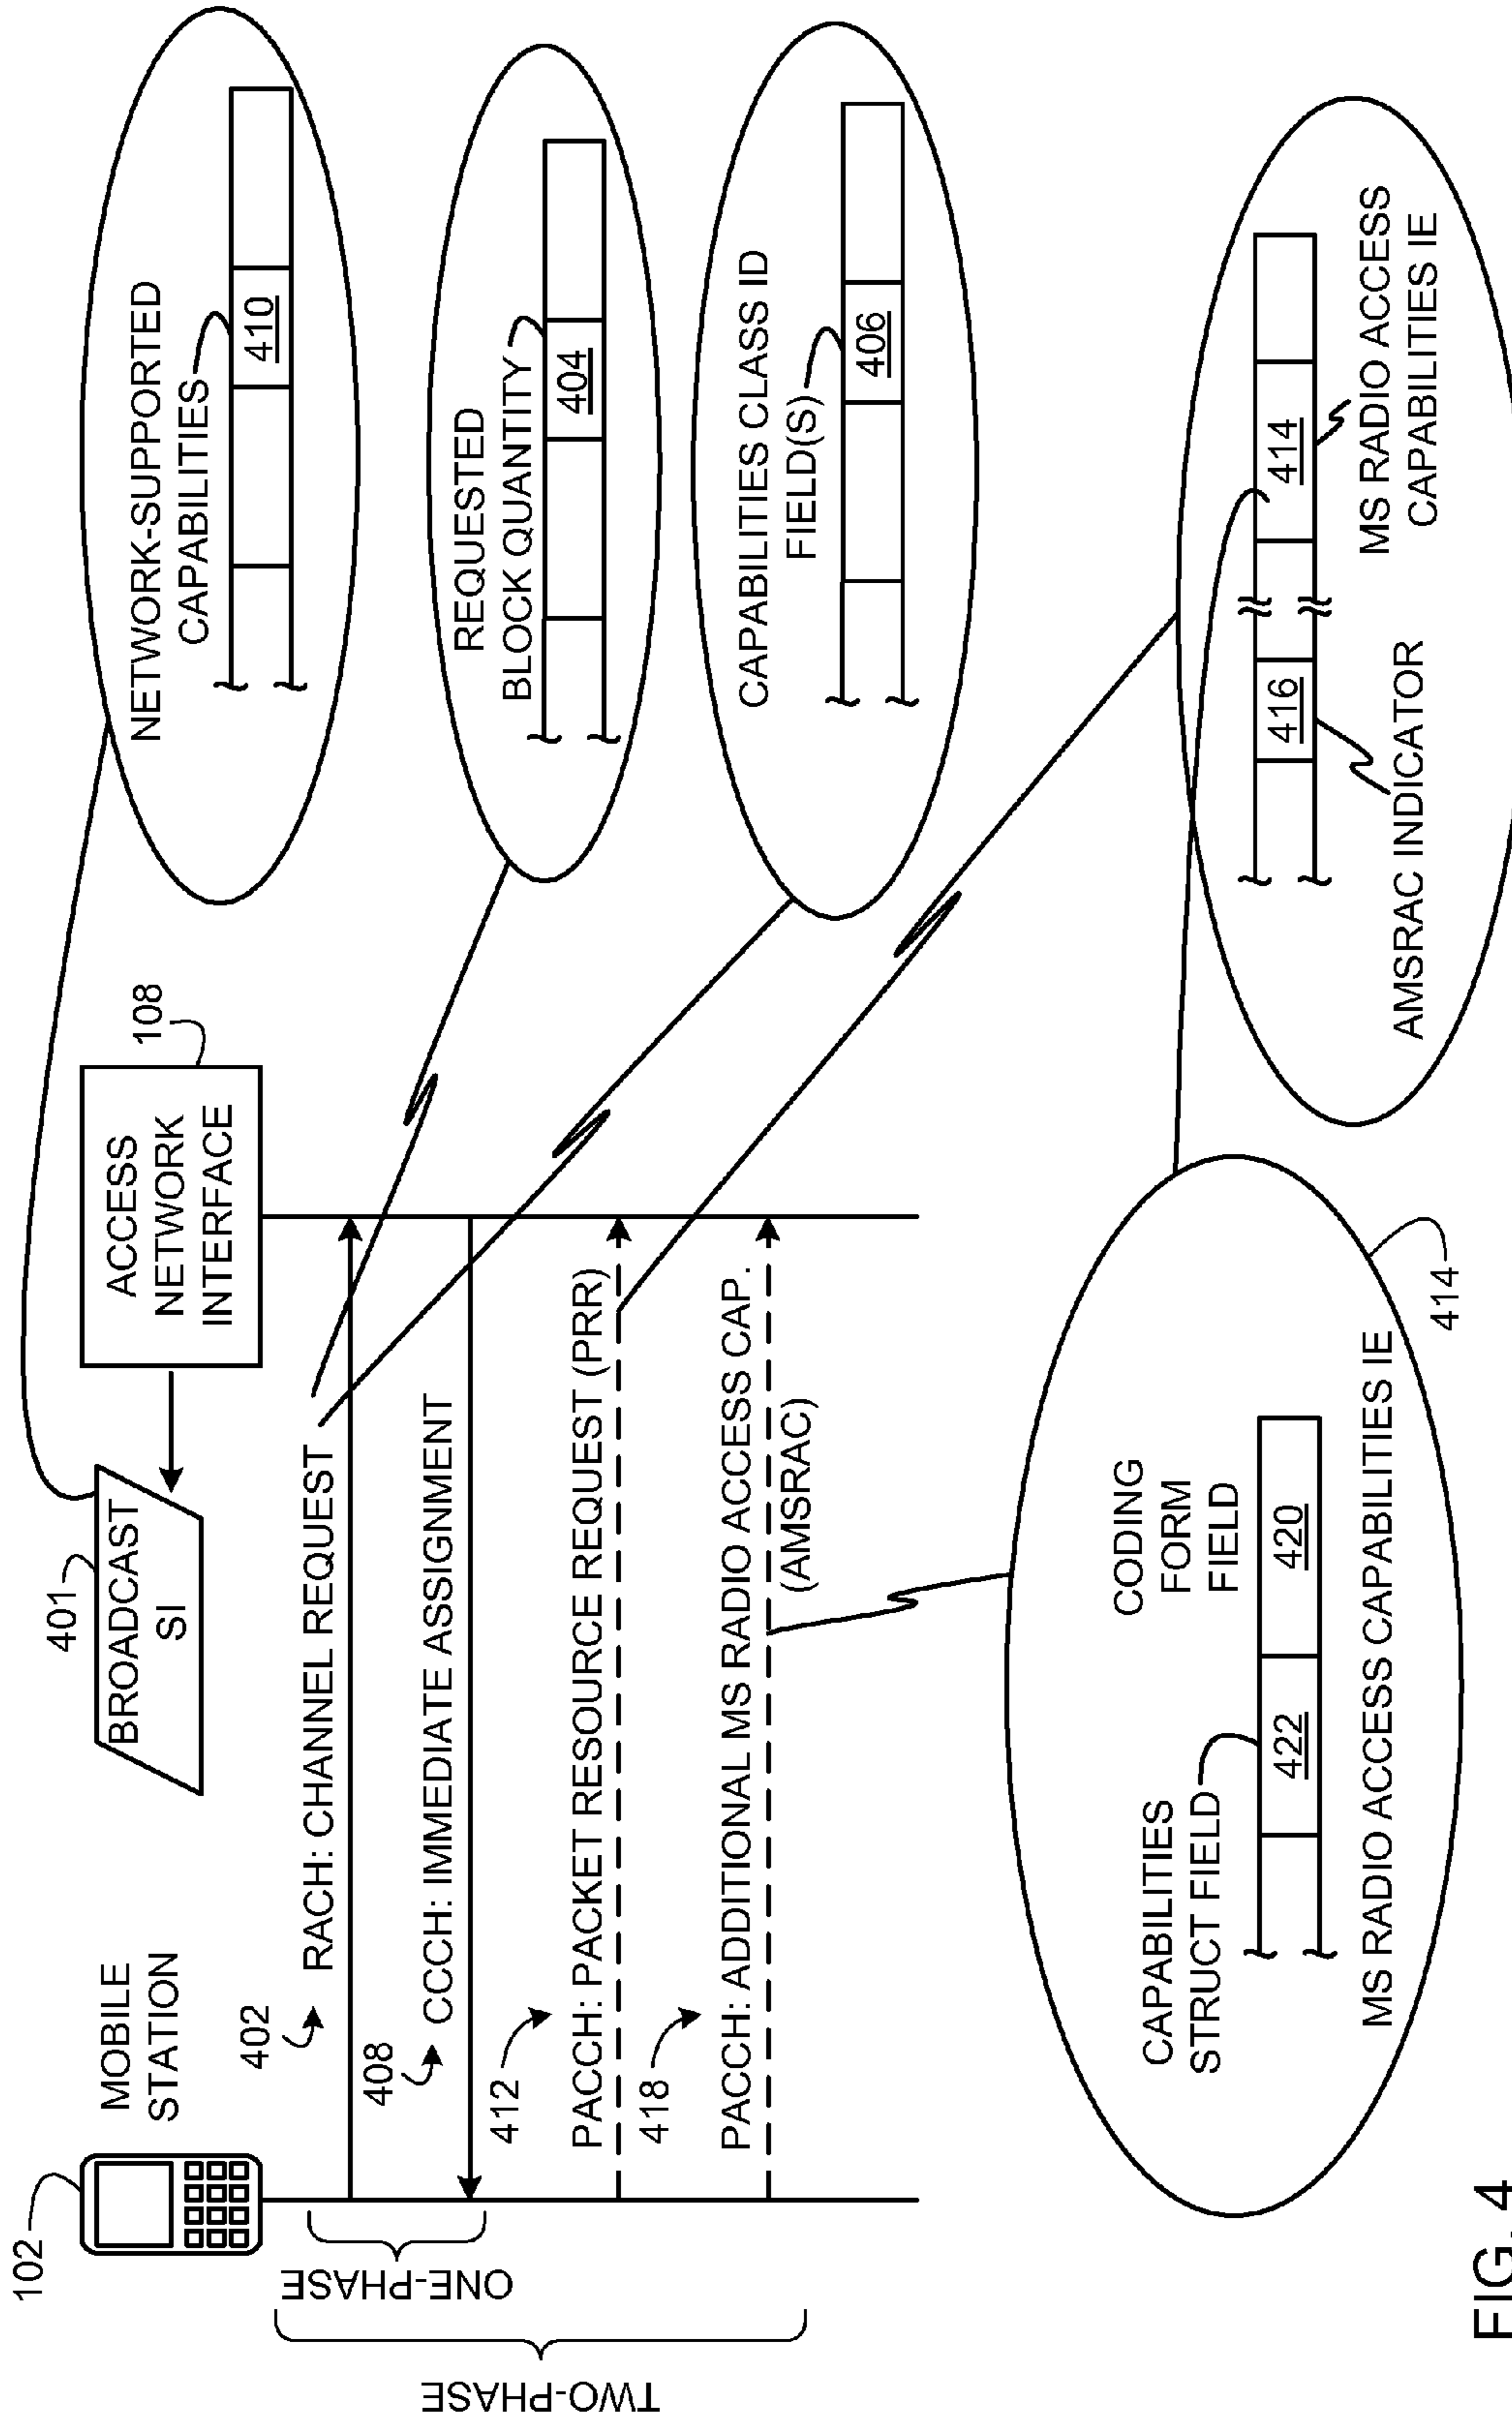 102
MOBILE
STATION
401
BROADCAST
SI
ACCESS
NETWORK
INTERFACE
108
NETWORK-SUPPORTED
CAPABILITIES
410
402
RACH: CHANNEL REQUEST
408
CCCH: IMMEDIATE ASSIGNMENT
412
PACCH: PACKET RESOURCE REQUEST (PRR)
418
PACCH: ADDITIONAL MS RADIO ACCESS CAP.
(AMSRAC)
ONE-PHASE
TWO-PHASE
REQUESTED
BLOCK QUANTITY
404
CAPABILITIES CLASS ID
FIELD(S)
406
CAPABILITIES
STRUCT FIELD
CODING
FORM
FIELD
422
420
MS RADIO ACCESS CAPABILITIES IE
414
416
414
AMSRAC INDICATOR
MS RADIO ACCESS
CAPABILITIES IE
FIG. 4